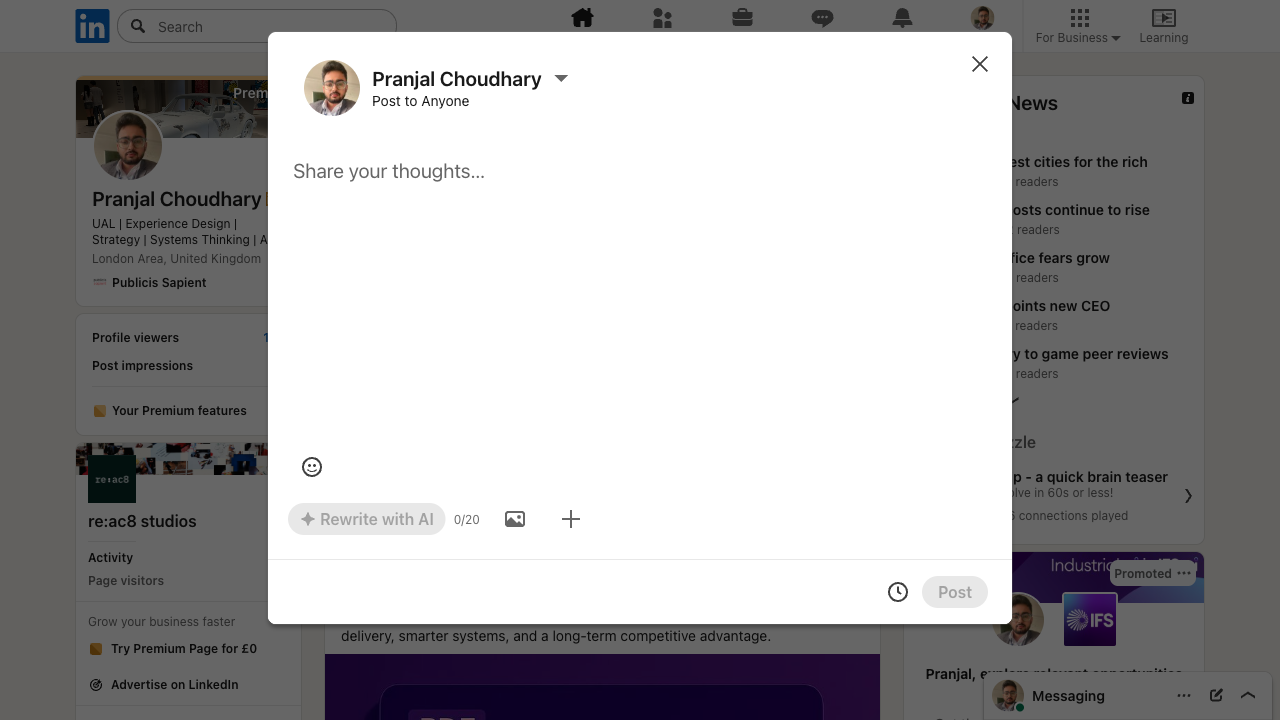 in
Search
For Business
Learning
Pranjal Choudhary
Post to Anyone
Share your thoughts...
Rewrite with AI
0/20
Post
Pranjal Choudhary
UAL | Experience Design |
Strategy | Systems Thinking | A
London Area, United Kingdom
Publicis Sapient
Profile viewers
Post impressions
Your Premium features
re:ac8
re:ac8 studios
Activity
Page visitors
Grow your business faster
Try Premium Page for £0
Advertise on LinkedIn
delivery, smarter systems, and a long-term competitive advantage.
News
est cities for the rich
readers
osts continue to rise
readers
fice fears grow
readers
oints new CEO
readers
y to game peer reviews
readers
zle
p - a quick brain teaser
lve in 60s or less!
connections played
Promoted
IFS
Messaging